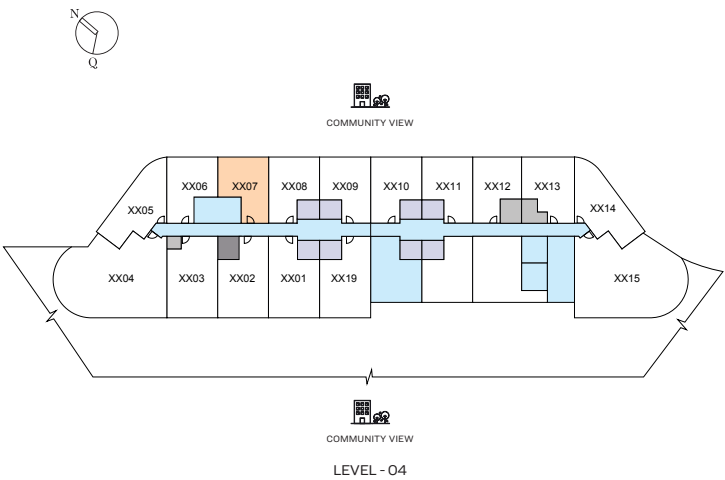 N
Q
COMMUNITY VIEW
XX06 XX07 XX08 XX09 XX10 XX11 XX12 XX13
XX05 XX14
XX04 XX03 XX02 XX01 XX19 XX15
COMMUNITY VIEW
LEVEL - 04